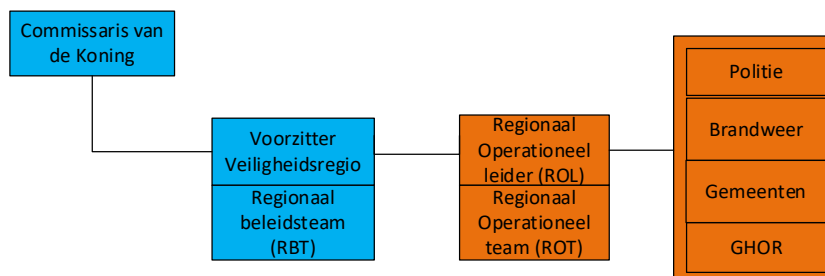 Commissaris van
de Koning
Voorzitter
Veiligheidsregio
Regionaal
beleidsteam
(RBT)
Regionaal
Operationeel
leider (ROL)
Regionaal
Operationeel
team (ROT)
Politie
Brandweer
Gemeenten
GHOR